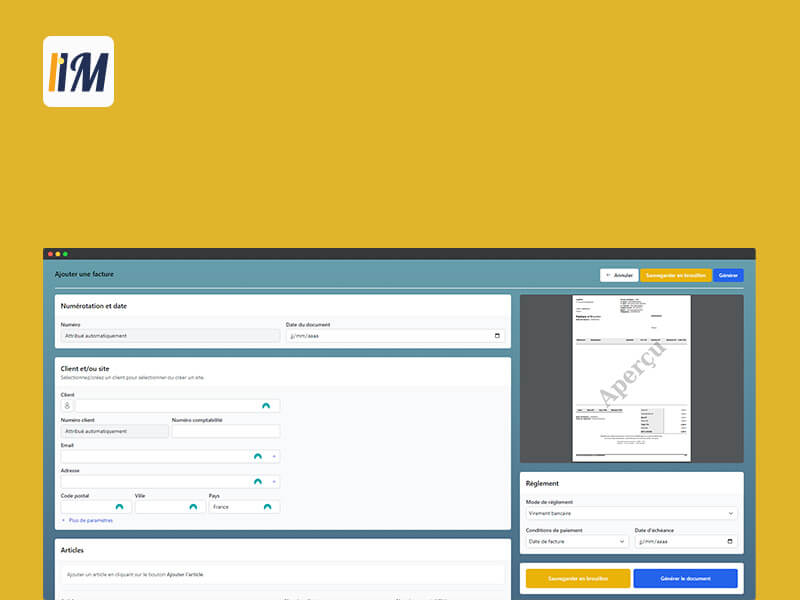 IM
Ajouter une facture
← Annuler
Sauvegarder en brouillon
Générer
Numérotation et date
Numéro
Date du document
Attribué automatiquement
jj/mm/aaaa
Client et/ou site
Sélectionnez/créez un client pour sélectionner ou créer un site.
Client
Numéro client
Numéro comptabilité
Attribué automatiquement
Email
Adresse
Code postal
Ville
Pays
France
+ Plus de paramètres
Articles
Ajouter un article en cliquant sur le bouton Ajouter l'article.
Aperçu
Règlement
Mode de règlement
Virement bancaire
Conditions de paiement
Date d'échéance
Date de facture
jj/mm/aaaa
Sauvegarder en brouillon
Générer le document